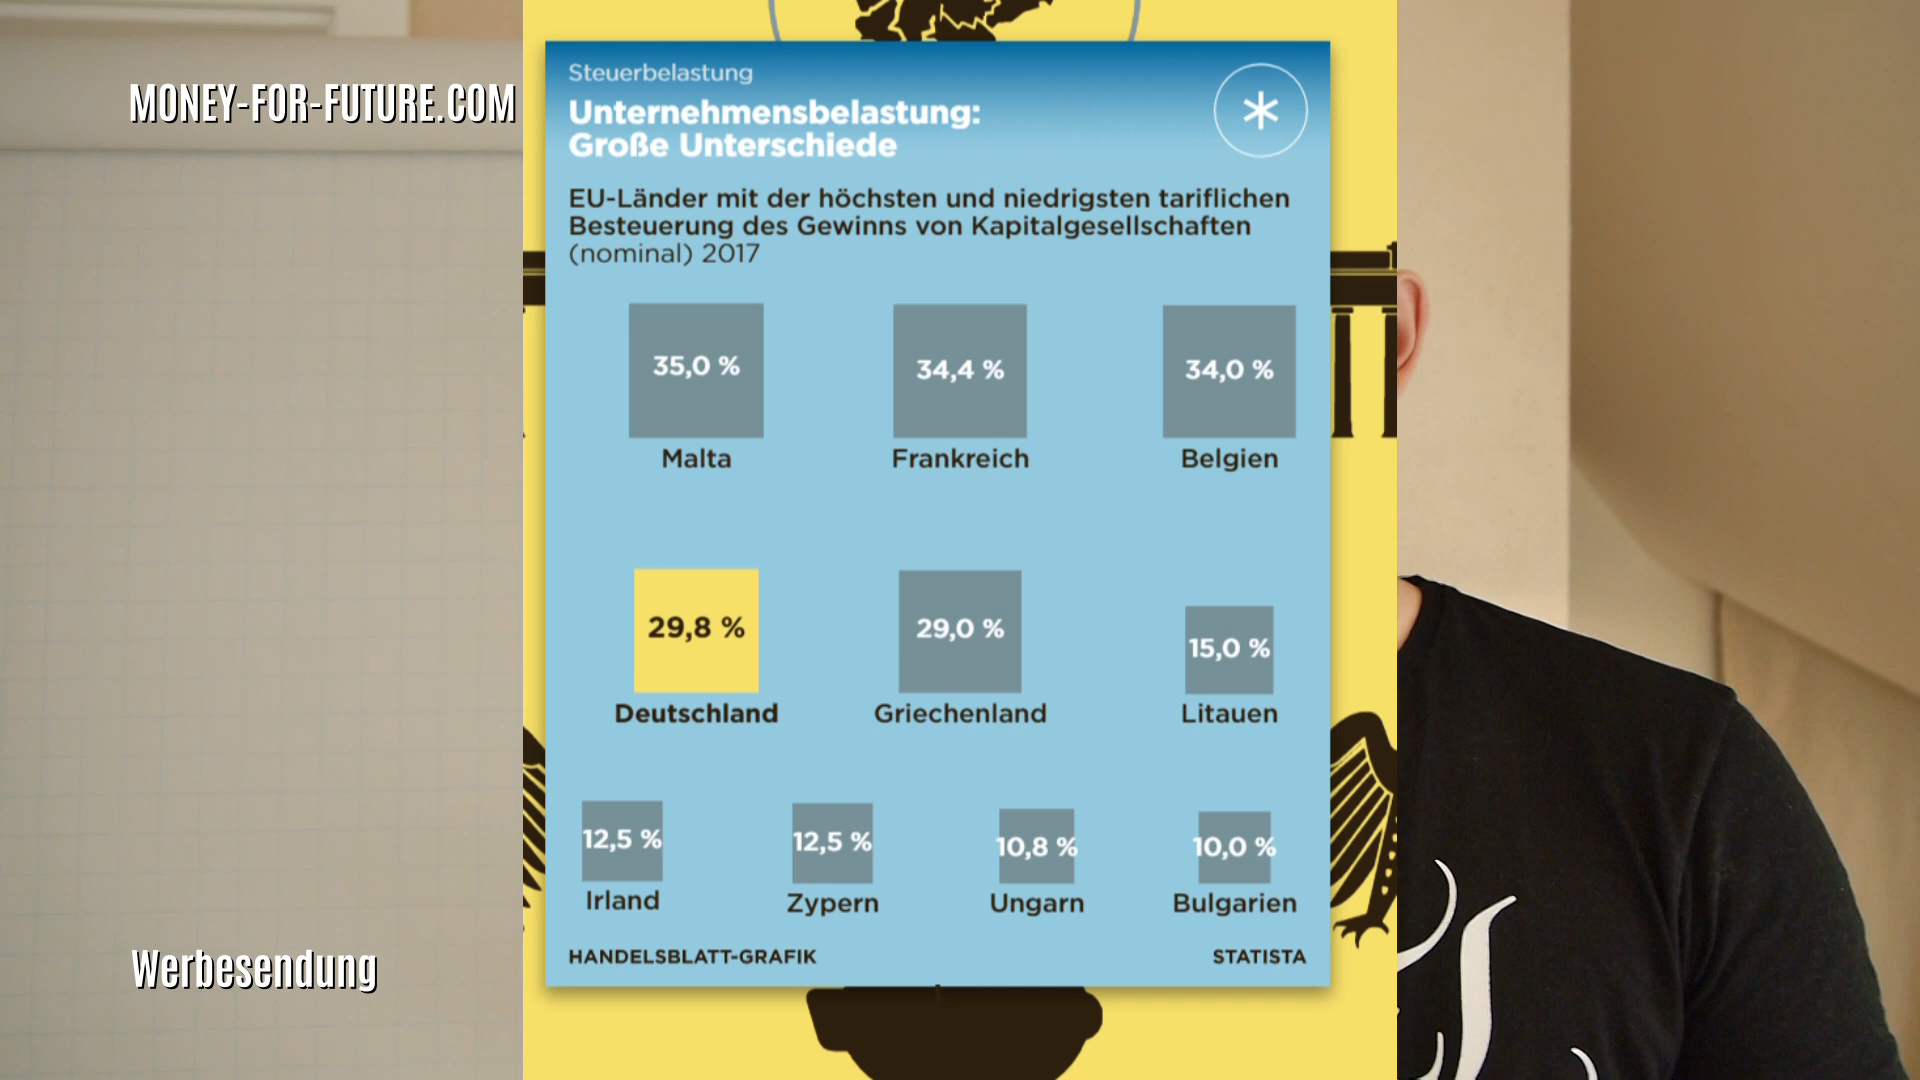 MONEY-FOR-FUTURE.COM
Steuerbelastung
Unternehmensbelastung:
Große Unterschiede
EU-Länder mit der höchsten und niedrigsten tariflichen
Besteuerung des Gewinns von Kapitalgesellschaften
(nominal) 2017
35,0 %
34,4 %
34,0 %
Malta
Frankreich
Belgien
29,8 %
29,0 %
15,0 %
Deutschland
Griechenland
Litauen
12,5 %
12,5 %
10,8 %
10,0 %
Irland
Zypern
Ungarn
Bulgarien
HANDELSBLATT-GRAFIK
STATISTA
Werbesendung